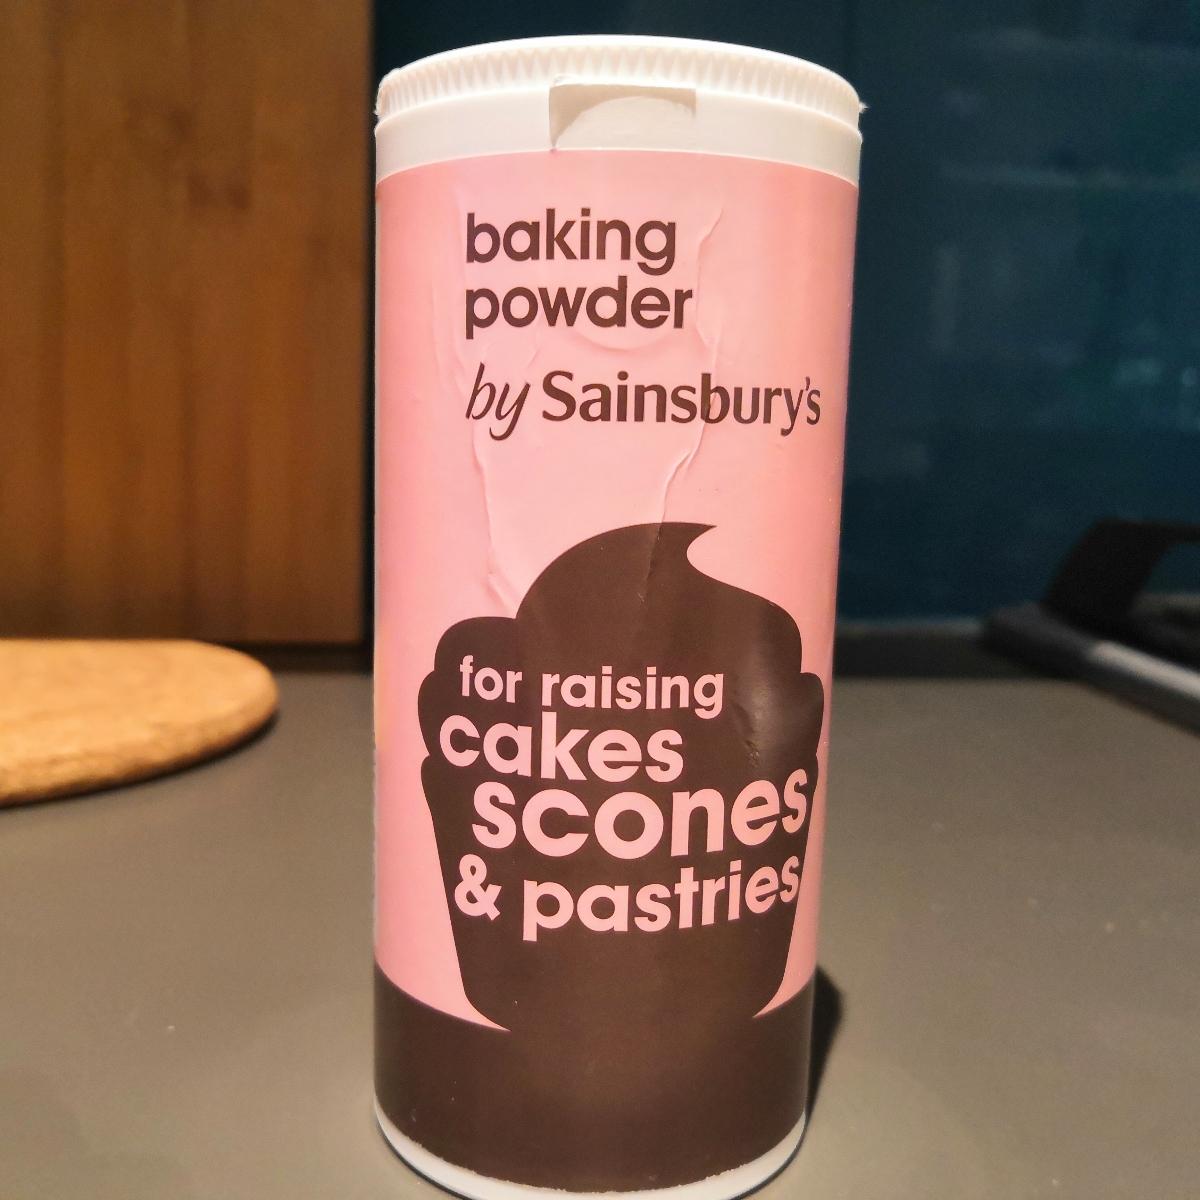 baking
powder
by Sainsbury's
for raising
cakes
scones
& pastries